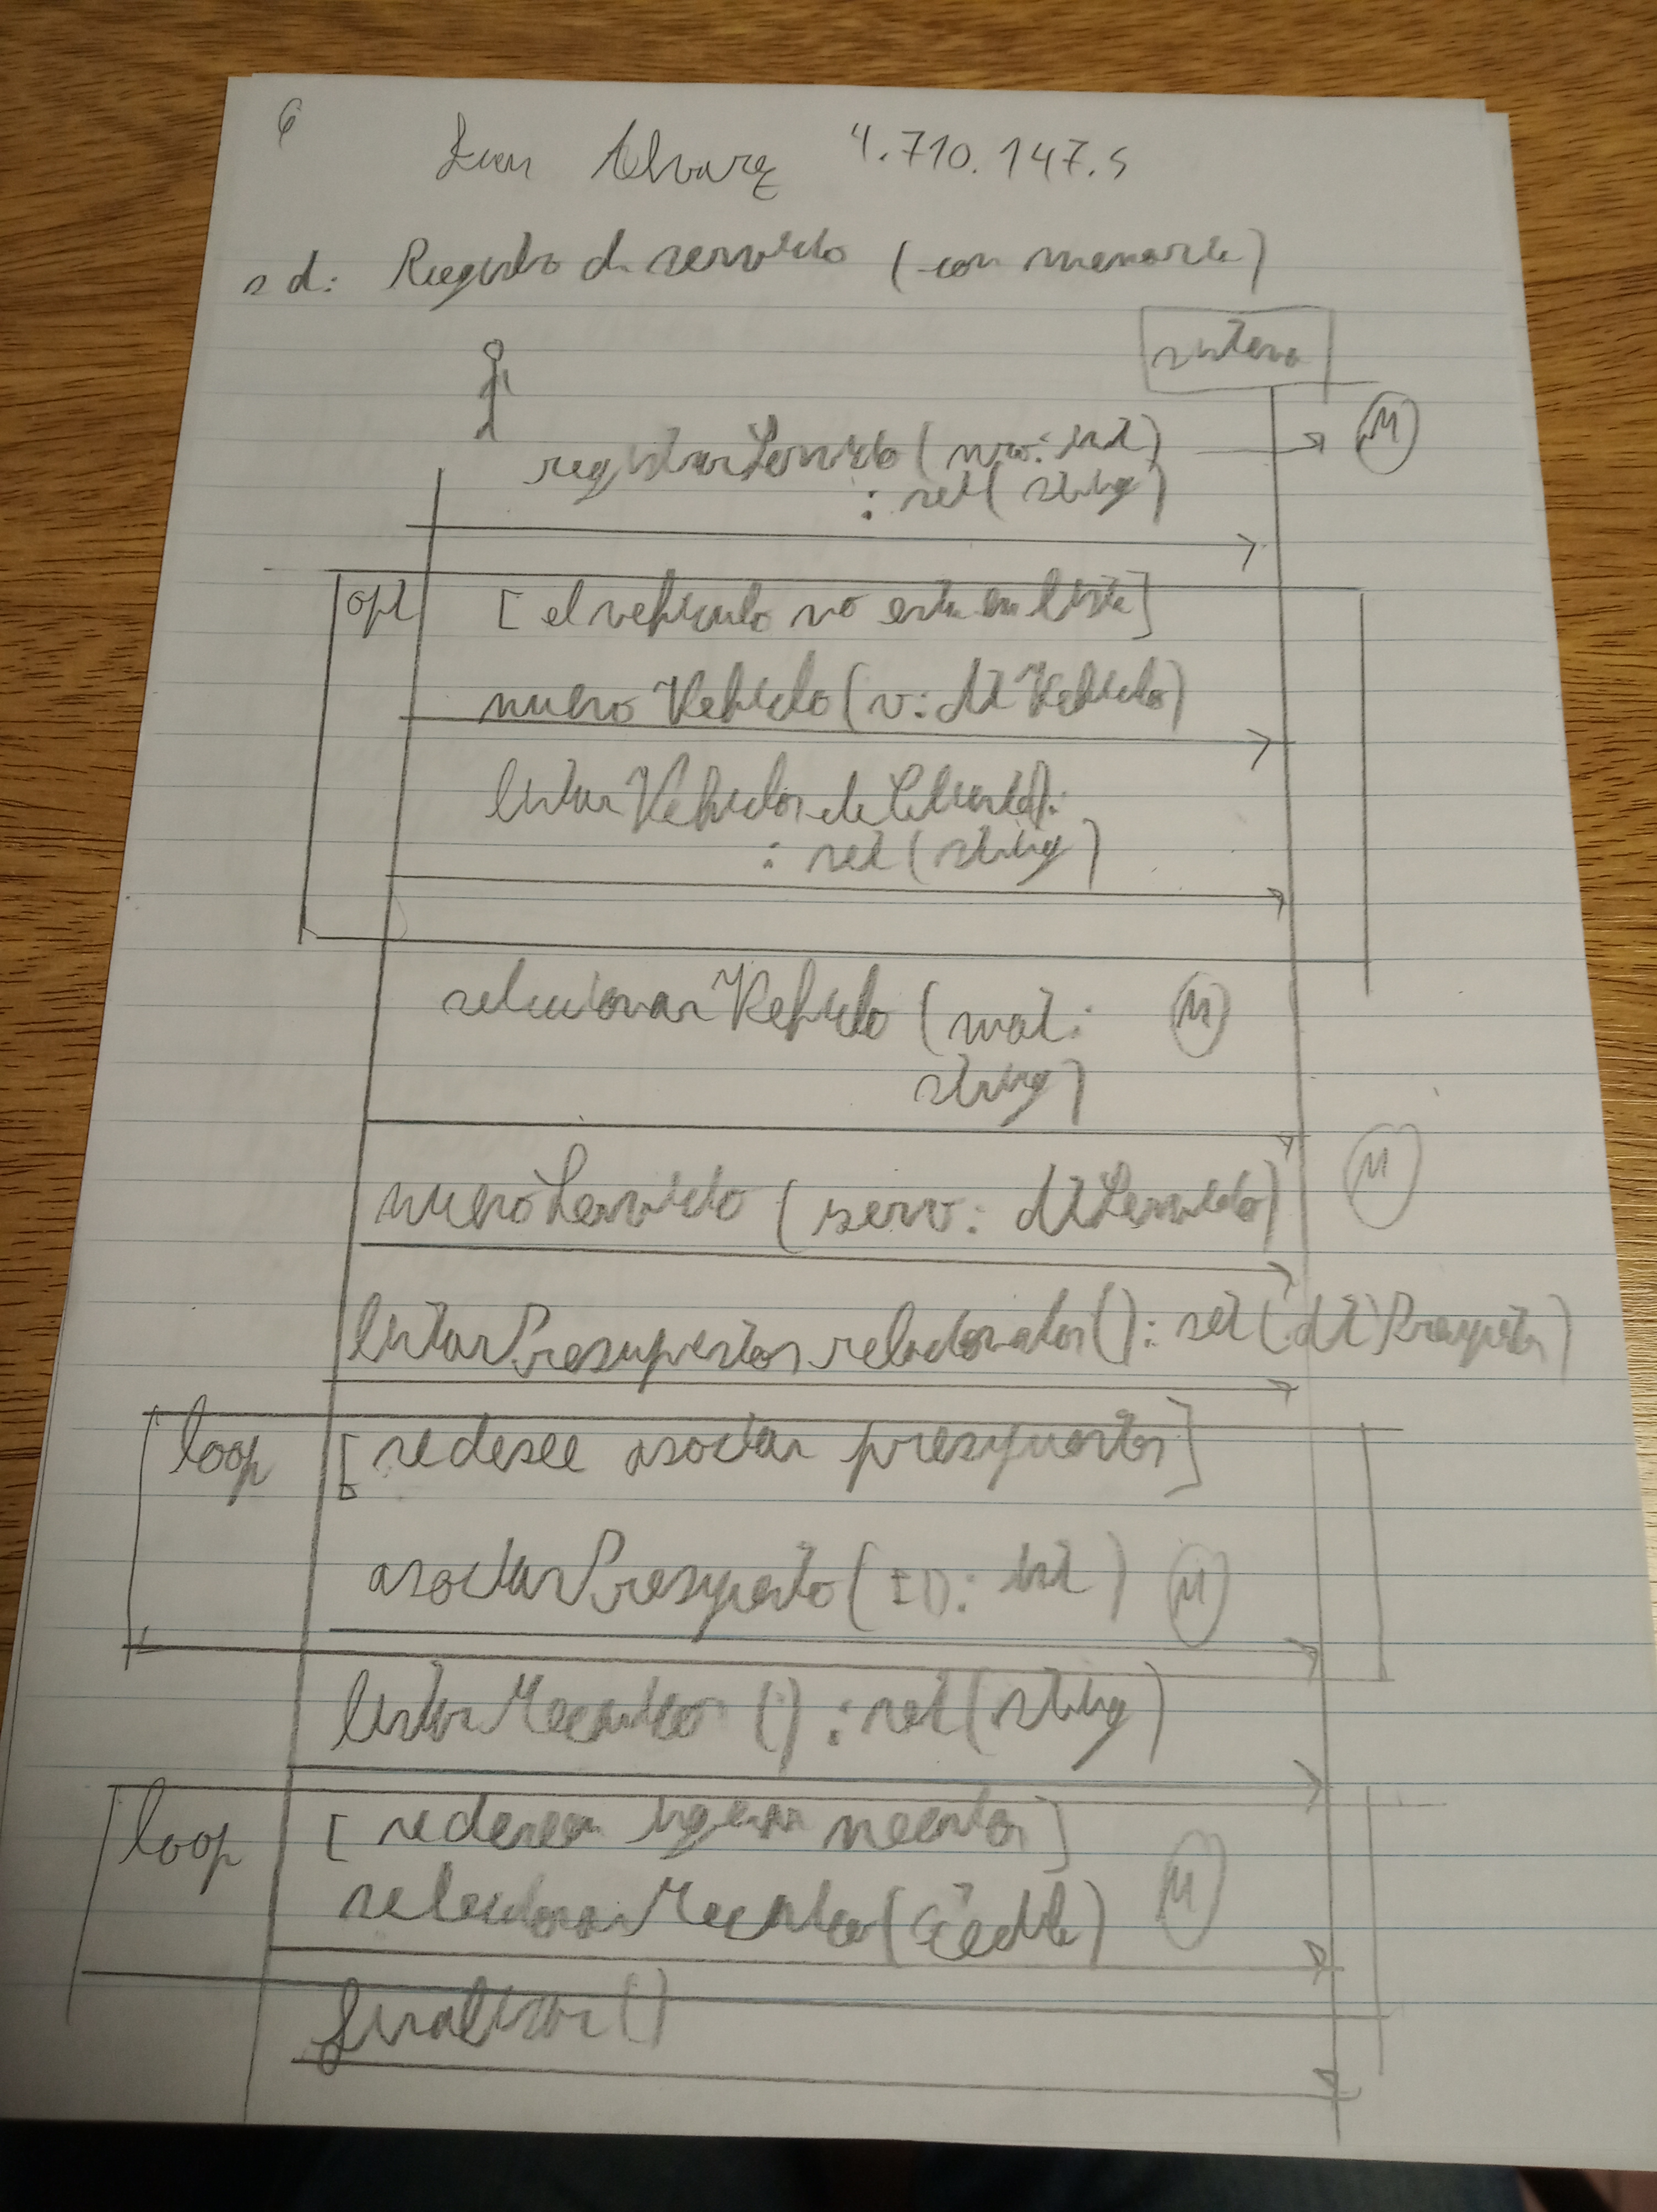 6
Juan Alvarez 4.710.147.5
sd: Registro de servicio (con memoria)
sistema
registrarServicio(nro: int) → M
: set(string)
opt [el vehiculo no esta en lista]
nuevoVehiculo(v: dtVehiculo)
listarVehiculosdeCliente():
: set(string)
seleccionarVehiculo (mat: M
string)
nuevoServicio (serv: dtServicio) M
listarPresupuestosrelacionados(): set(dtPresupuesto)
loop [se desee asociar presupuestos]
asociarPresupuesto(ID: int) M
listarMecanicos(): set(string)
loop [se desean ingresar mecanicos]
seleccionarMecanico(cedula) M
finalizar()